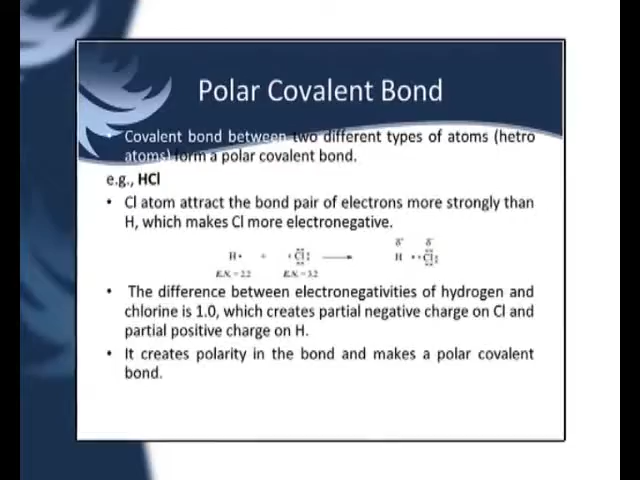 Polar Covalent Bond
• Covalent bond between two different types of atoms (hetro
atoms) form a polar covalent bond.
e.g., HCl
• Cl atom attract the bond pair of electrons more strongly than
H, which makes Cl more electronegative.
δ δ
H• + •Cl: ⟶ H ••Cl:
E.N. = 2.2 E.N. = 3.2
• The difference between electronegativities of hydrogen and
chlorine is 1.0, which creates partial negative charge on Cl and
partial positive charge on H.
• It creates polarity in the bond and makes a polar covalent
bond.